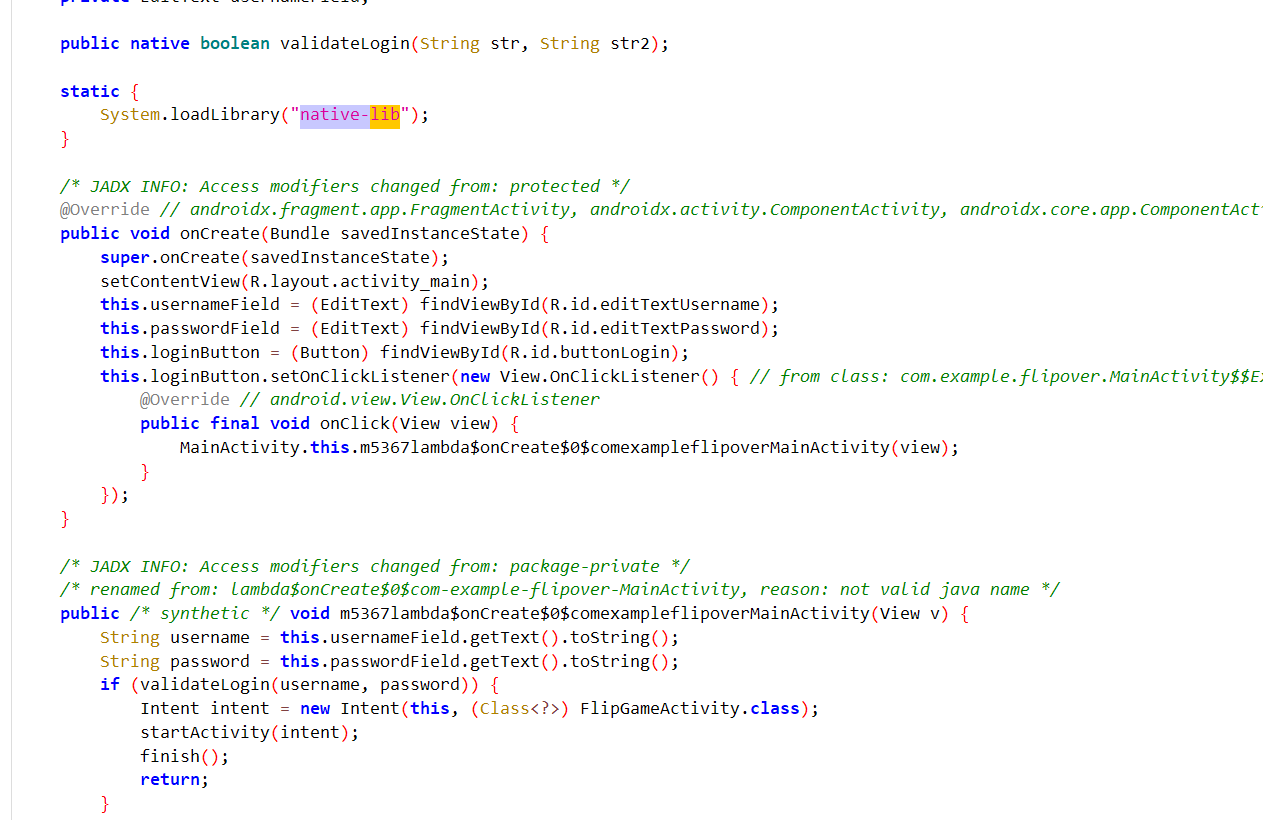 public native boolean validateLogin(String str, String str2);
static {
System.loadLibrary("native-lib");
}
/* JADX INFO: Access modifiers changed from: protected */
@Override // androidx.fragment.app.FragmentActivity, androidx.activity.ComponentActivity, androidx.core.app.ComponentAct
public void onCreate(Bundle savedInstanceState) {
super.onCreate(savedInstanceState);
setContentView(R.layout.activity_main);
this.usernameField = (EditText) findViewById(R.id.editTextUsername);
this.passwordField = (EditText) findViewById(R.id.editTextPassword);
this.loginButton = (Button) findViewById(R.id.buttonLogin);
this.loginButton.setOnClickListener(new View.OnClickListener() { // from class: com.example.flipover.MainActivity$$Ex
@Override // android.view.View.OnClickListener
public final void onClick(View view) {
MainActivity.this.m5367lambda$onCreate$0$comexampleflipoverMainActivity(view);
}
});
}
/* JADX INFO: Access modifiers changed from: package-private */
/* renamed from: lambda$onCreate$0$com-example-flipover-MainActivity, reason: not valid java name */
public /* synthetic */ void m5367lambda$onCreate$0$comexampleflipoverMainActivity(View v) {
String username = this.usernameField.getText().toString();
String password = this.passwordField.getText().toString();
if (validateLogin(username, password)) {
Intent intent = new Intent(this, (Class<?>) FlipGameActivity.class);
startActivity(intent);
finish();
return;
}